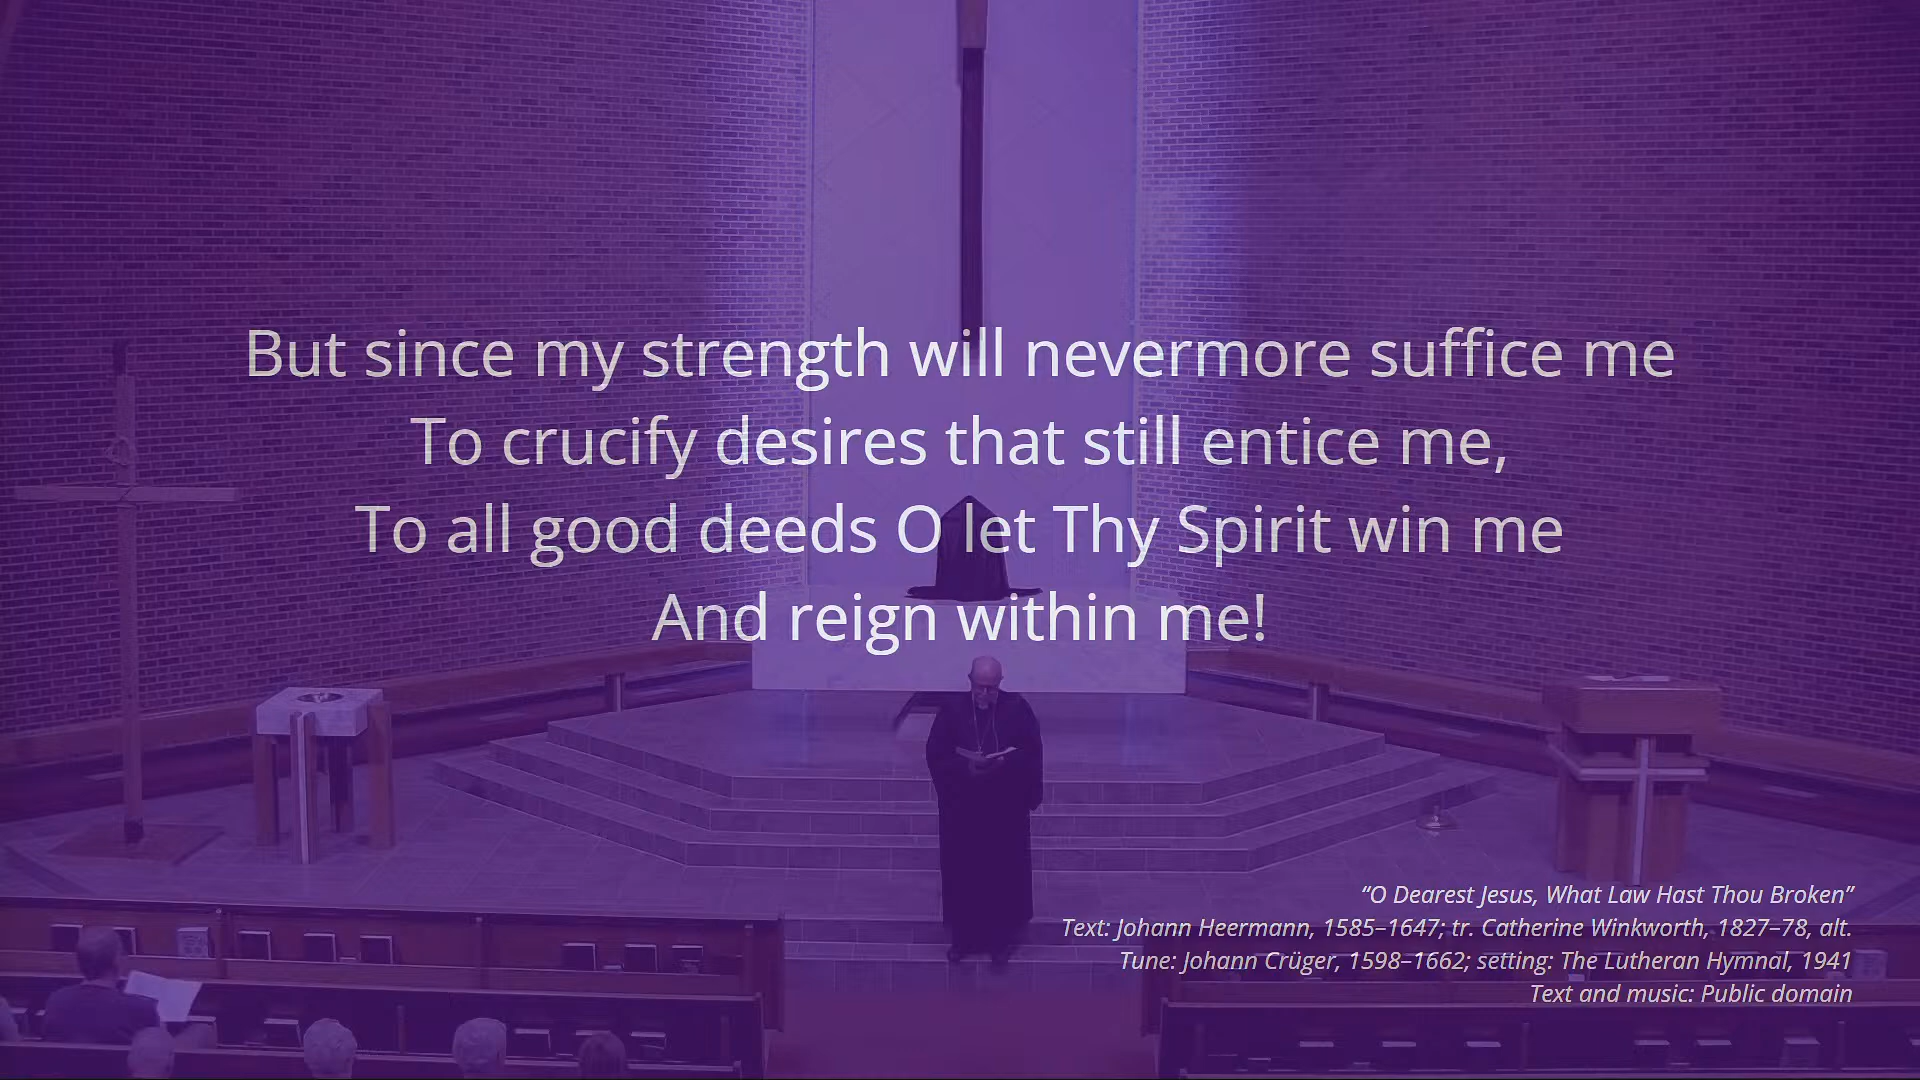 But since my strength will nevermore suffice me
To crucify desires that still entice me,
To all good deeds O let Thy Spirit win me
And reign within me!
“O Dearest Jesus, What Law Hast Thou Broken”
Text: Johann Heermann, 1585–1647; tr. Catherine Winkworth, 1827–78, alt.
Tune: Johann Crüger, 1598–1662; setting: The Lutheran Hymnal, 1941
Text and music: Public domain